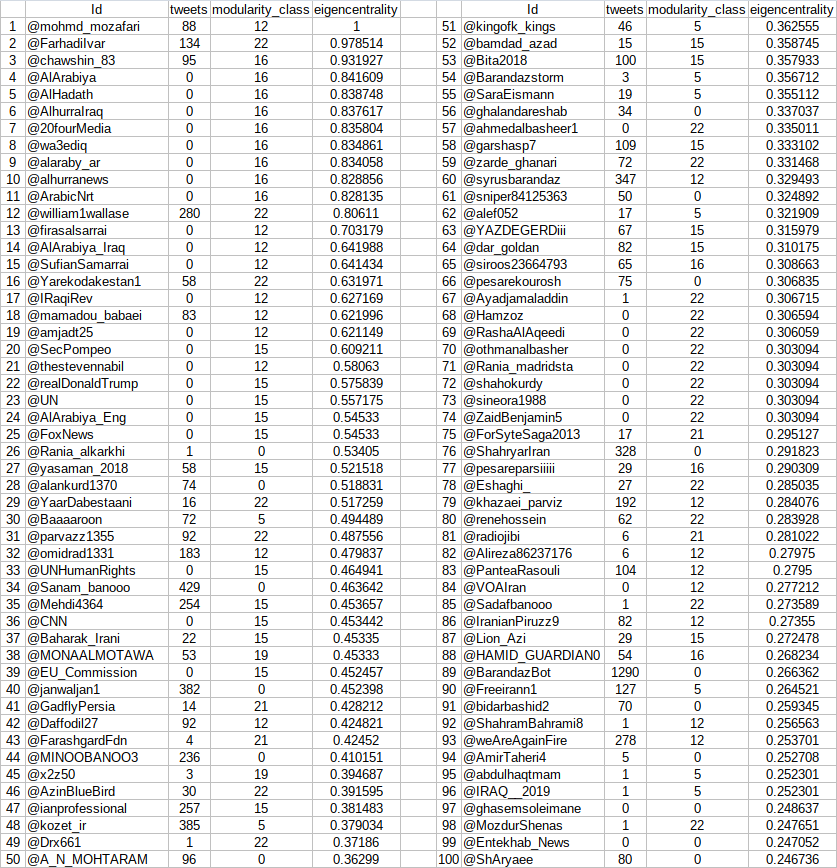 Id tweets modularity_class eigencentrality
1 @mohmd_mozafari 88 12 1
2 @FarhadiIvar 134 22 0.978514
3 @chawshin_83 95 16 0.931927
4 @AlArabiya 0 16 0.841609
5 @AlHadath 0 16 0.838748
6 @AlhurraIraq 0 16 0.837617
7 @20fourMedia 0 16 0.835804
8 @wa3ediq 0 16 0.834861
9 @alaraby_ar 0 16 0.834058
10 @alhurranews 0 16 0.828856
11 @ArabicNrt 0 16 0.828135
12 @william1wallase 280 22 0.80611
13 @firasalsarrai 0 12 0.703179
14 @AlArabiya_Iraq 0 12 0.641988
15 @SufianSamarrai 0 12 0.641434
16 @Yarekodakestan1 58 22 0.631971
17 @IRaqiRev 0 12 0.627169
18 @mamadou_babaei 83 12 0.621996
19 @amjadt25 0 12 0.621149
20 @SecPompeo 0 15 0.609211
21 @thestevennabil 0 12 0.58063
22 @realDonaldTrump 0 15 0.575839
23 @UN 0 15 0.557175
24 @AlArabiya_Eng 0 15 0.54533
25 @FoxNews 0 15 0.54533
26 @Rania_alkarkhi 1 0 0.53405
27 @yasaman_2018 58 15 0.521518
28 @alankurd1370 74 0 0.518831
29 @YaarDabestaani 16 22 0.517259
30 @Baaaaroon 72 5 0.494489
31 @parvazz1355 92 22 0.487556
32 @omidrad1331 183 12 0.479837
33 @UNHumanRights 0 15 0.464941
34 @Sanam_banooo 429 0 0.463642
35 @Mehdi4364 254 15 0.453657
36 @CNN 0 15 0.453442
37 @Baharak_Irani 22 15 0.45335
38 @MONAALMOTAWA 53 19 0.45333
39 @EU_Commission 0 15 0.452457
40 @janwaljan1 382 0 0.452398
41 @GadflyPersia 14 21 0.428212
42 @Daffodil27 92 12 0.424821
43 @FarashgardFdn 4 21 0.42452
44 @MINOOBANOO3 236 0 0.410151
45 @x2z50 3 19 0.394687
46 @AzinBlueBird 30 22 0.391595
47 @ianprofessional 257 15 0.381483
48 @kozet_ir 385 5 0.379034
49 @Drx661 1 22 0.37186
50 @A_N_MOHTARAM 96 0 0.36299
Id tweets modularity_class eigencentrality
51 @kingofk_kings 46 5 0.362555
52 @bamdad_azad 15 15 0.358745
53 @Bita2018 100 15 0.357933
54 @Barandazstorm 3 5 0.356712
55 @SaraEismann 19 5 0.355112
56 @ghalandareshab 34 0 0.337037
57 @ahmedalbasheer1 0 22 0.335011
58 @garshasp7 109 15 0.333102
59 @zarde_ghanari 72 22 0.331468
60 @syrusbarandaz 347 12 0.329493
61 @sniper84125363 50 0 0.324892
62 @alef052 17 5 0.321909
63 @YAZDEGERDiii 67 15 0.315979
64 @dar_goldan 82 15 0.310175
65 @siroos23664793 65 16 0.308663
66 @pesarekourosh 75 0 0.306835
67 @Ayadjamaladdin 1 22 0.306715
68 @Hamzoz 0 22 0.306594
69 @RashaAlAqeedi 0 22 0.306059
70 @othmanalbasher 0 22 0.303094
71 @Rania_madridsta 0 22 0.303094
72 @shahokurdy 0 22 0.303094
73 @sineora1988 0 22 0.303094
74 @ZaidBenjamin5 0 22 0.303094
75 @ForSyteSaga2013 17 21 0.295127
76 @ShahryarIran 328 0 0.291823
77 @pesareparsiiiii 29 16 0.290309
78 @Eshaghi_ 27 22 0.285035
79 @khazaei_parviz 192 12 0.284076
80 @renehossein 62 22 0.283928
81 @radiojibi 6 21 0.281022
82 @Alireza86237176 6 12 0.27975
83 @PanteaRasouli 104 12 0.2795
84 @VOAIran 0 12 0.277212
85 @Sadafbanooo 1 22 0.273589
86 @IranianPiruzz9 82 12 0.27355
87 @Lion_Azi 29 15 0.272478
88 @HAMID_GUARDIAN0 54 16 0.268234
89 @BarandazBot 1290 0 0.266362
90 @Freeirann1 127 5 0.264521
91 @bidarbashid2 70 0 0.259345
92 @ShahramBahrami8 1 12 0.256563
93 @weAreAgainFire 278 12 0.253701
94 @AmirTaheri4 5 0 0.252708
95 @abdulhaqtmam 1 5 0.252301
96 @IRAQ__2019 1 5 0.252301
97 @ghasemsoleimane 0 0 0.248637
98 @MozdurShenas 1 22 0.247651
99 @Entekhab_News 0 0 0.247052
100 @ShAryaee 80 0 0.246736